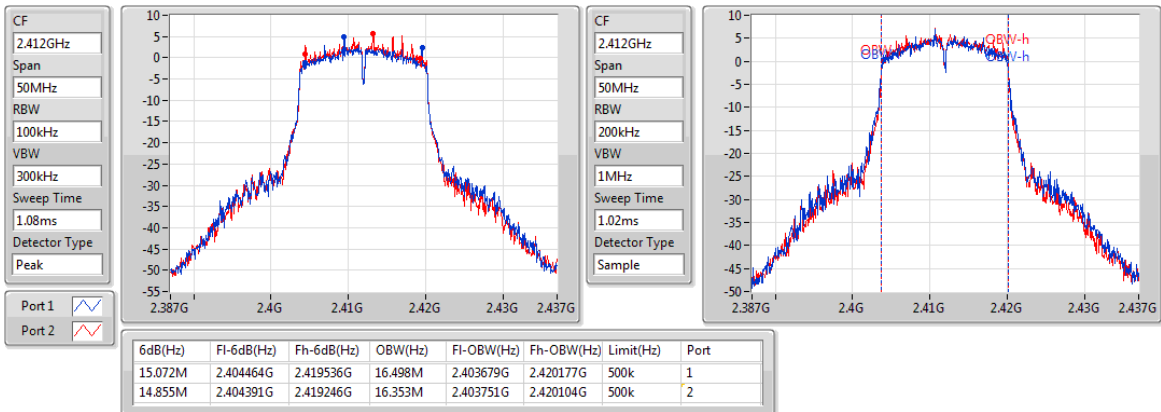 CF
2.412GHz
Span
50MHz
RBW
100kHz
VBW
300kHz
Sweep Time
1.08ms
Detector Type
Peak
Port 1
Port 2
10
5
0
-5
-10
-15
-20
-25
-30
-35
-40
-45
-50
-55
2.387G
2.4G
2.41G
2.42G
2.43G
2.437G
CF
2.412GHz
Span
50MHz
RBW
200kHz
VBW
1MHz
Sweep Time
1.02ms
Detector Type
Sample
10
5
0
-5
-10
-15
-20
-25
-30
-35
-40
-45
-50
OBW-h
OBW-h
2.387G
2.4G
2.41G
2.42G
2.43G
2.437G
6dB(Hz) Fl-6dB(Hz) Fh-6dB(Hz) OBW(Hz) Fl-OBW(Hz) Fh-OBW(Hz) Limit(Hz) Port
15.072M 2.404464G 2.419536G 16.498M 2.403679G 2.420177G 500k 1
14.855M 2.404391G 2.419246G 16.353M 2.403751G 2.420104G 500k 2